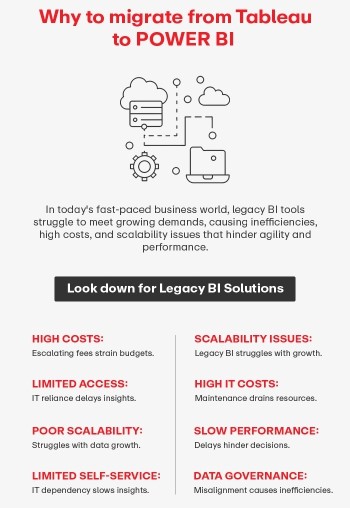 Why to migrate from Tableau
to POWER BI
In today's fast-paced business world, legacy BI tools
struggle to meet growing demands, causing inefficiencies,
high costs, and scalability issues that hinder agility and
performance.
Look down for Legacy BI Solutions
HIGH COSTS:
Escalating fees strain budgets.
LIMITED ACCESS:
IT reliance delays insights.
POOR SCALABILITY:
Struggles with data growth.
LIMITED SELF-SERVICE:
IT dependency slows insights.
SCALABILITY ISSUES:
Legacy BI struggles with growth.
HIGH IT COSTS:
Maintenance drains resources.
SLOW PERFORMANCE:
Delays hinder decisions.
DATA GOVERNANCE:
Misalignment causes inefficiencies.